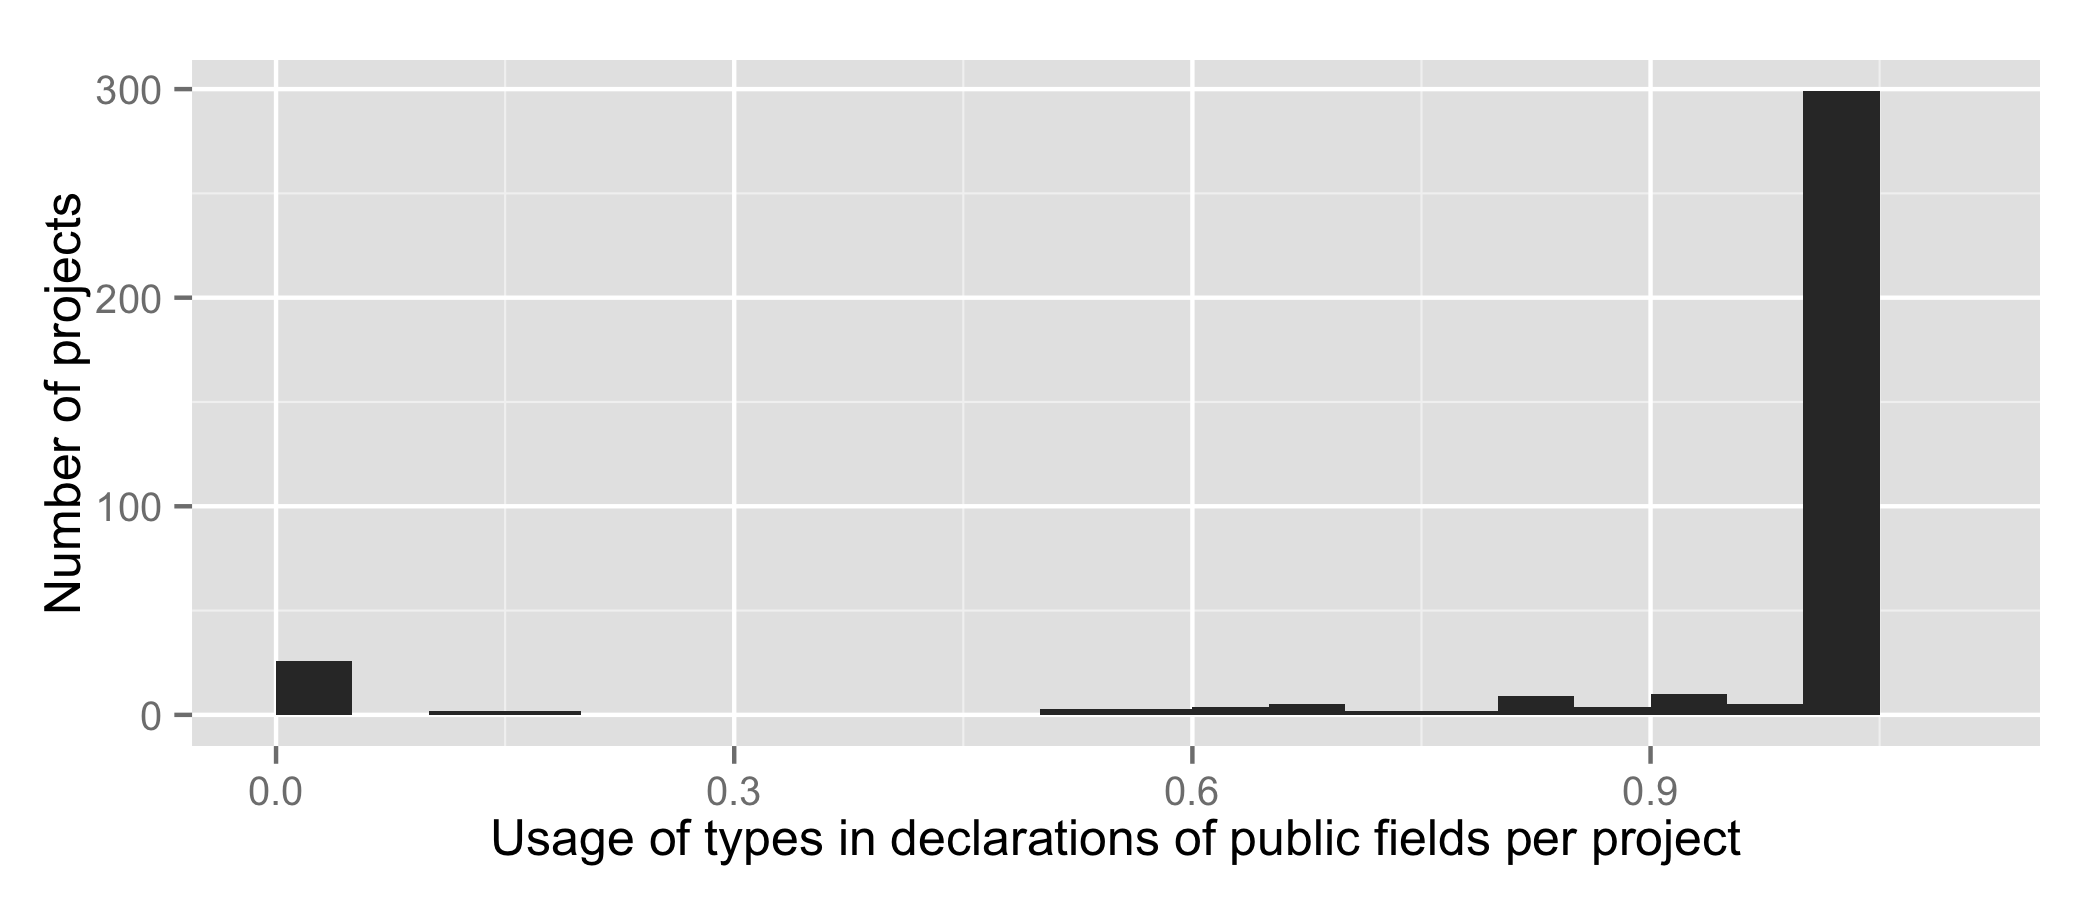 Number of projects
300
200
100
0
0.0 0.3 0.6 0.9
Usage of types in declarations of public fields per project